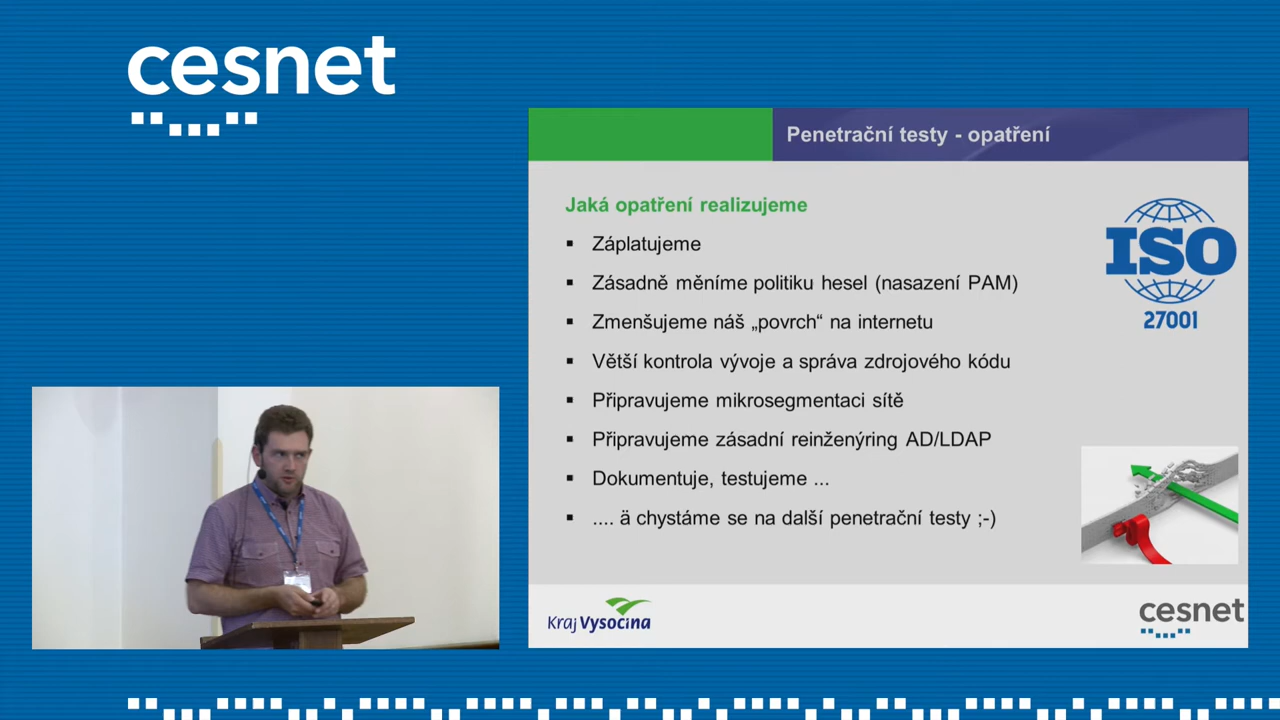 cesnet
Penetrační testy - opatření
Jaká opatření realizujeme
▪ Záplatujeme
▪ Zásadně měníme politiku hesel (nasazení PAM)
▪ Zmenšujeme náš „povrch“ na internetu
▪ Větší kontrola vývoje a správa zdrojového kódu
▪ Připravujeme mikrosegmentaci sítě
▪ Připravujeme zásadní reinženýring AD/LDAP
▪ Dokumentuje, testujeme ...
▪ .... ä chystáme se na další penetrační testy ;-)
ISO
27001
Kraj Vysočina
cesnet